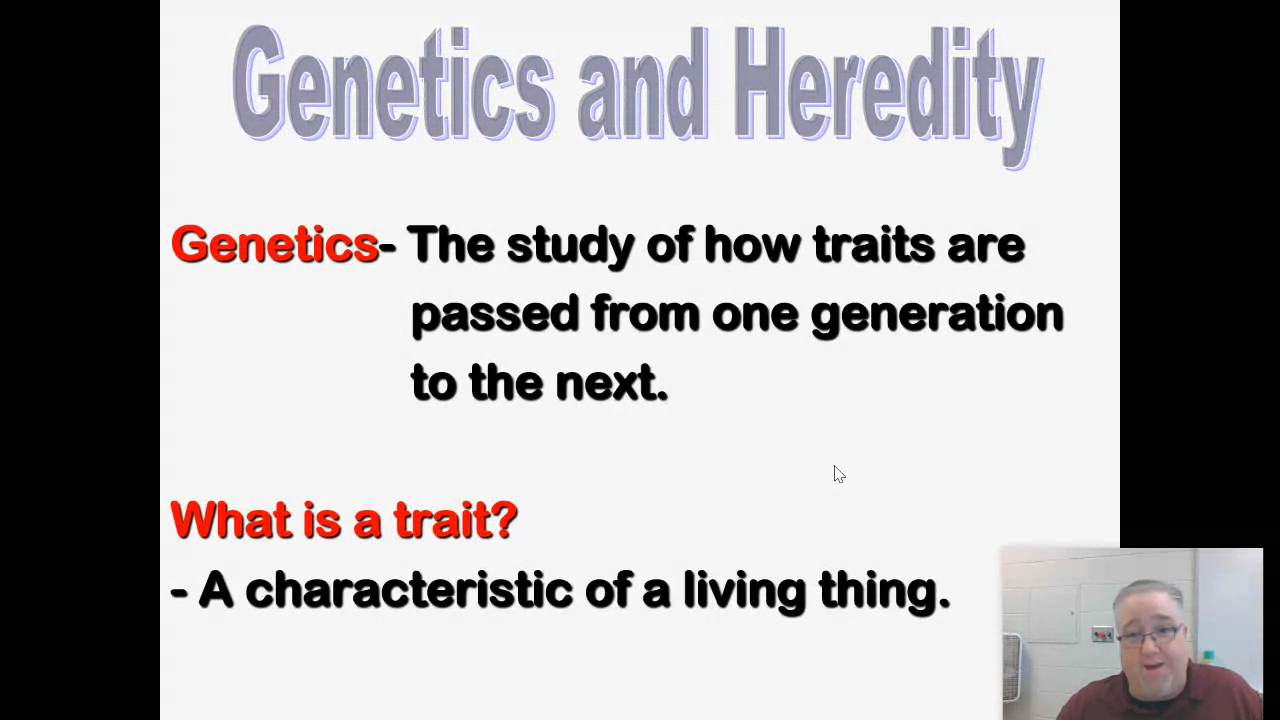 Genetics and Heredity
Genetics- The study of how traits are
passed from one generation
to the next.
What is a trait?
- A characteristic of a living thing.